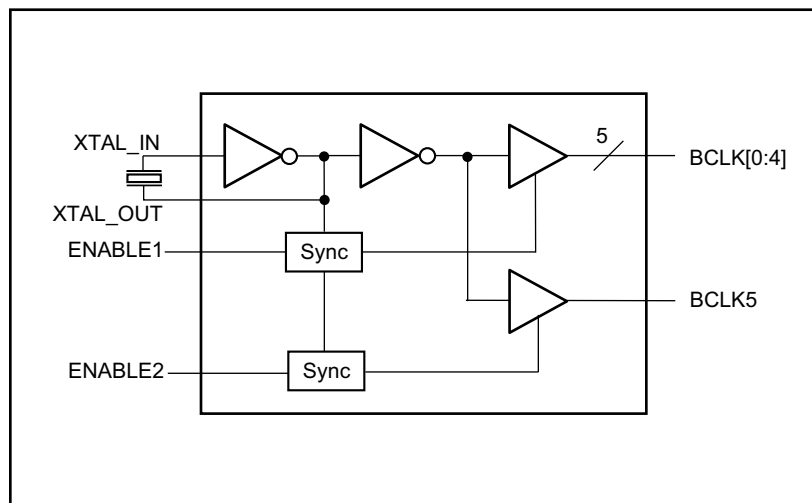 XTAL_IN
XTAL_OUT
ENABLE1
ENABLE2
Sync
Sync
5
BCLK[0:4]
BCLK5